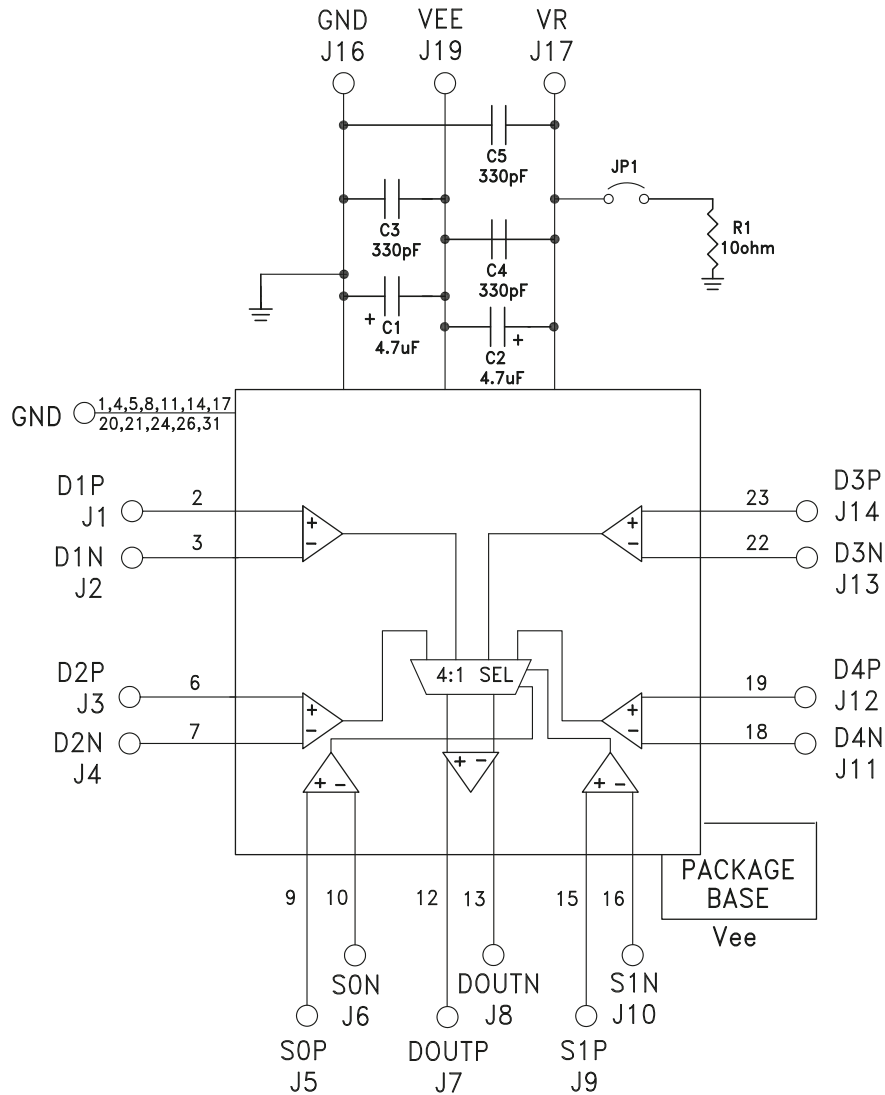 GND VEE VR
J16 J19 J17
C5
330pF
JP1
C3
330pF
R1
10ohm
C4
330pF
+ C1
4.7uF
C2 +
4.7uF
GND 1,4,5,8,11,14,17
20,21,24,26,31
D1P 2 + 23 D3P
J1 + J14
D1N 3 − 22 D3N
J2 − J13
4:1 SEL
D2P 6 + 19 D4P
J3 + J12
D2N 7 − 18 D4N
J4 − J11
+ − + − + −
PACKAGE
BASE
Vee
9 10 12 13 15 16
S0N DOUTN S1N
J6 J8 J10
S0P DOUTP S1P
J5 J7 J9